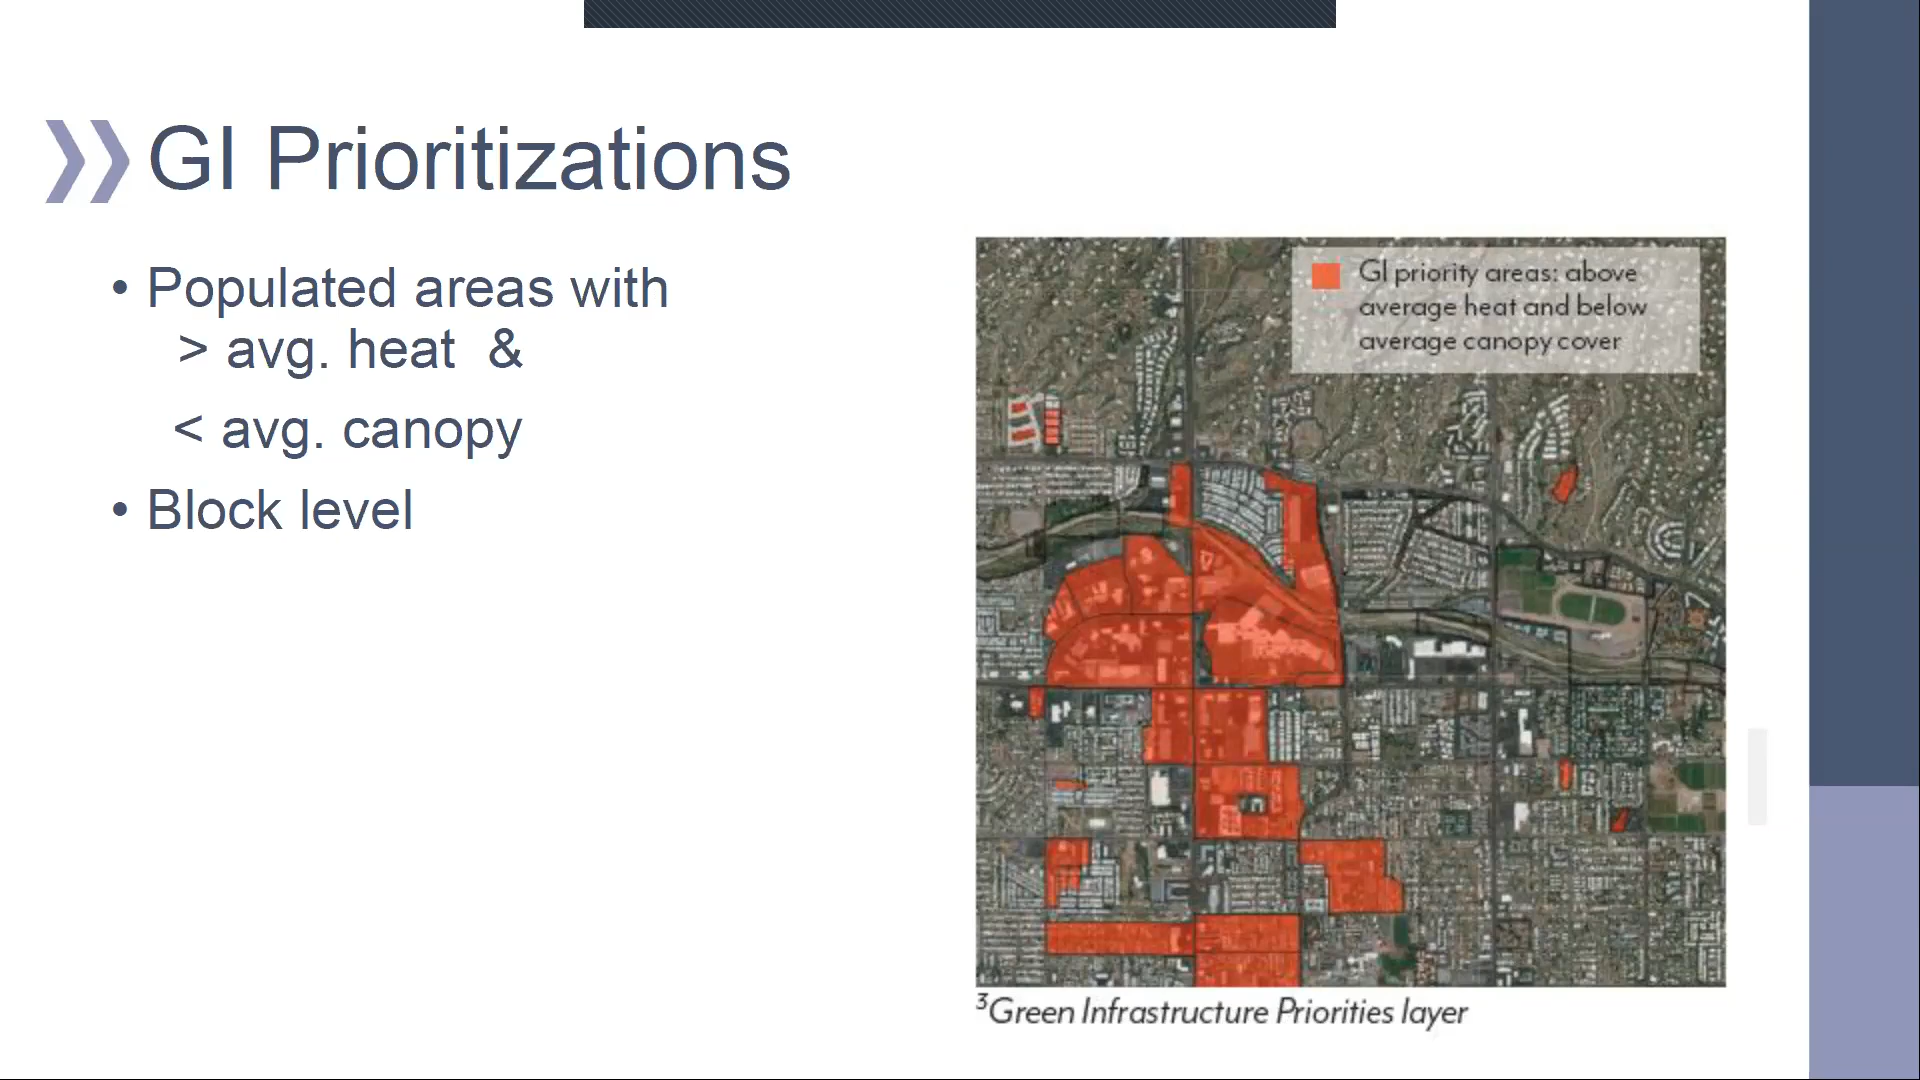 GI Prioritizations
• Populated areas with
> avg. heat &
< avg. canopy
• Block level
GI priority areas: above
average heat and below
average canopy cover
³Green Infrastructure Priorities layer